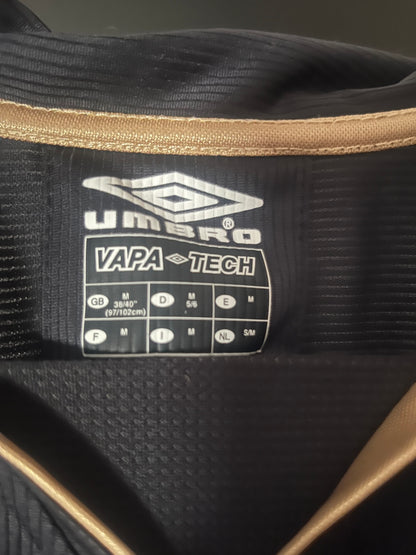 UMBRO®
VAPA TECH
GB M 38/40" (97/102cm) D M 5/6 E M
F M I M NL S/M